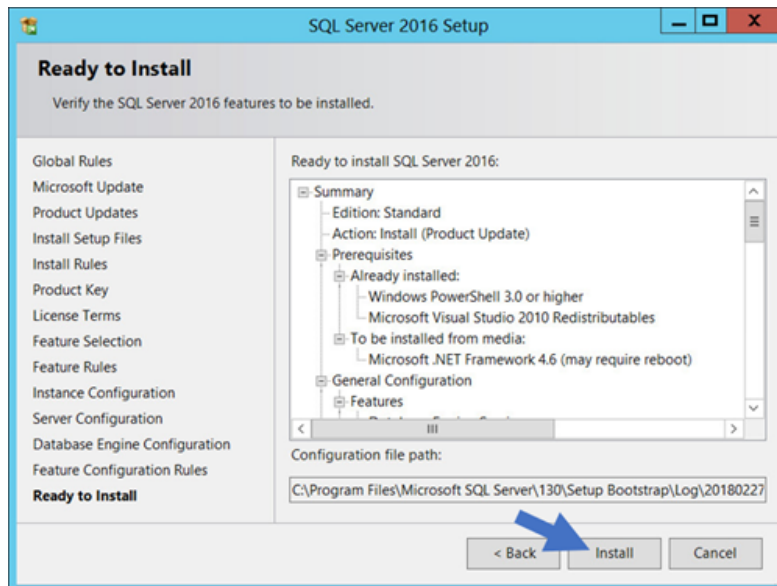 SQL Server 2016 Setup
Ready to Install
Verify the SQL Server 2016 features to be installed.
Global Rules
Microsoft Update
Product Updates
Install Setup Files
Install Rules
Product Key
License Terms
Feature Selection
Feature Rules
Instance Configuration
Server Configuration
Database Engine Configuration
Feature Configuration Rules
Ready to Install
Ready to install SQL Server 2016:
Summary
Edition: Standard
Action: Install (Product Update)
Prerequisites
Already installed:
Windows PowerShell 3.0 or higher
Microsoft Visual Studio 2010 Redistributables
To be installed from media:
Microsoft .NET Framework 4.6 (may require reboot)
General Configuration
Features
Configuration file path:
C:\Program Files\Microsoft SQL Server\130\Setup Bootstrap\Log\20180227
< Back
Install
Cancel